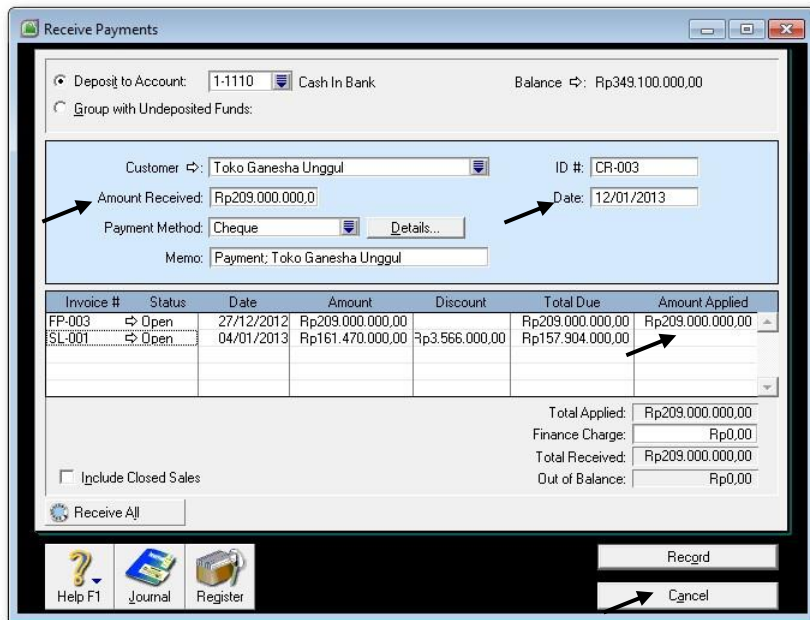 Receive Payments
Deposit to Account: 1-1110 Cash In Bank Balance ⇨: Rp349.100.000,00
Group with Undeposited Funds:
Customer ⇨: Toko Ganesha Unggul ID #: CR-003
Amount Received: Rp209.000.000,0 Date: 12/01/2013
Payment Method: Cheque Details...
Memo: Payment; Toko Ganesha Unggul
Invoice # Status Date Amount Discount Total Due Amount Applied
FP-003 ⇨ Open 27/12/2012 Rp209.000.000,00 Rp209.000.000,00 Rp209.000.000,00
SL-001 ⇨ Open 04/01/2013 Rp161.470.000,00 Rp3.566.000,00 Rp157.904.000,00
Total Applied: Rp209.000.000,00
Finance Charge: Rp0,00
Total Received: Rp209.000.000,00
Include Closed Sales Out of Balance: Rp0,00
Receive All
Help F1 Journal Register Record
Cancel